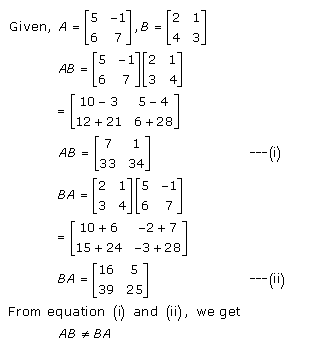 Given, A = [5 -1; 6 7], B = [2 1; 4 3]
AB = [5 -1; 6 7][2 1; 3 4]
= [10 - 3 5 - 4; 12 + 21 6 + 28]
AB = [7 1; 33 34] ---(i)
BA = [2 1; 3 4][5 -1; 6 7]
= [10 + 6 -2 + 7; 15 + 24 -3 + 28]
BA = [16 5; 39 25] ---(ii)
From equation (i) and (ii), we get
AB ≠ BA